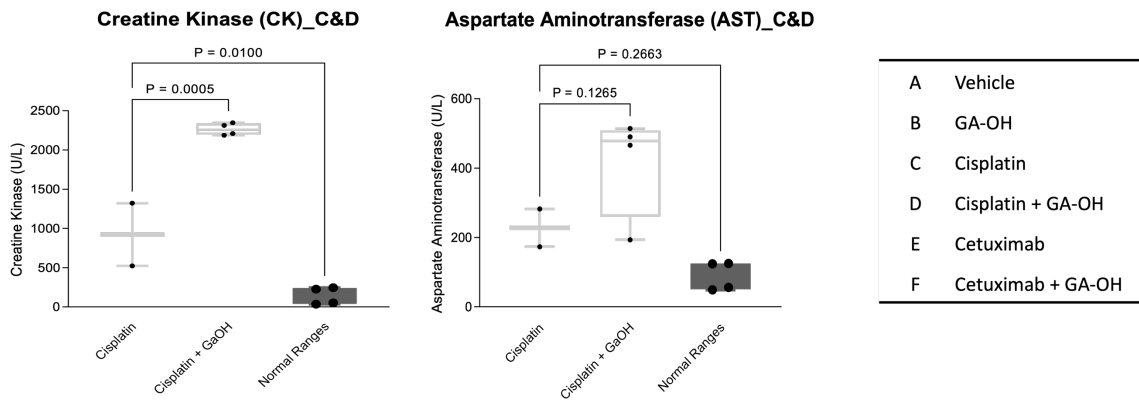 Creatine Kinase (CK)_C&D
P = 0.0100
P = 0.0005
Creatine Kinase (U/L)
2500
2000
1500
1000
500
0
Cisplatin
Cisplatin + GaOH
Normal Ranges
Aspartate Aminotransferase (AST)_C&D
P = 0.2663
P = 0.1265
Aspartate Aminotransferase (U/L)
600
400
200
0
Cisplatin
Cisplatin + GaOH
Normal Ranges
A Vehicle
B GA-OH
C Cisplatin
D Cisplatin + GA-OH
E Cetuximab
F Cetuximab + GA-OH